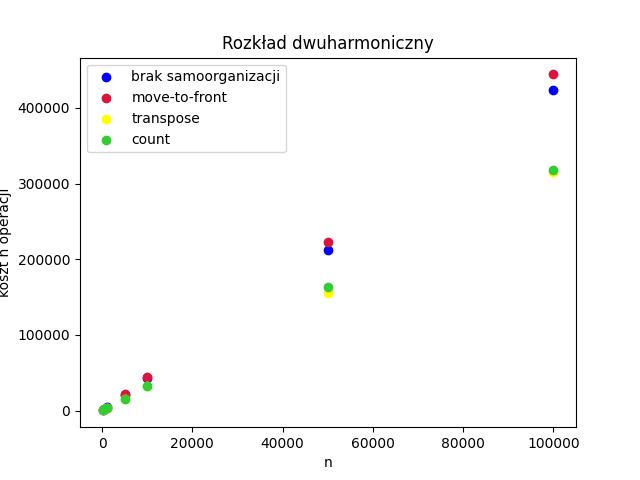 Rozkład dwuharmoniczny
brak samoorganizacji
move-to-front
transpose
count
koszt n operacji
400000
300000
200000
100000
0
0
20000
40000
60000
80000
100000
n